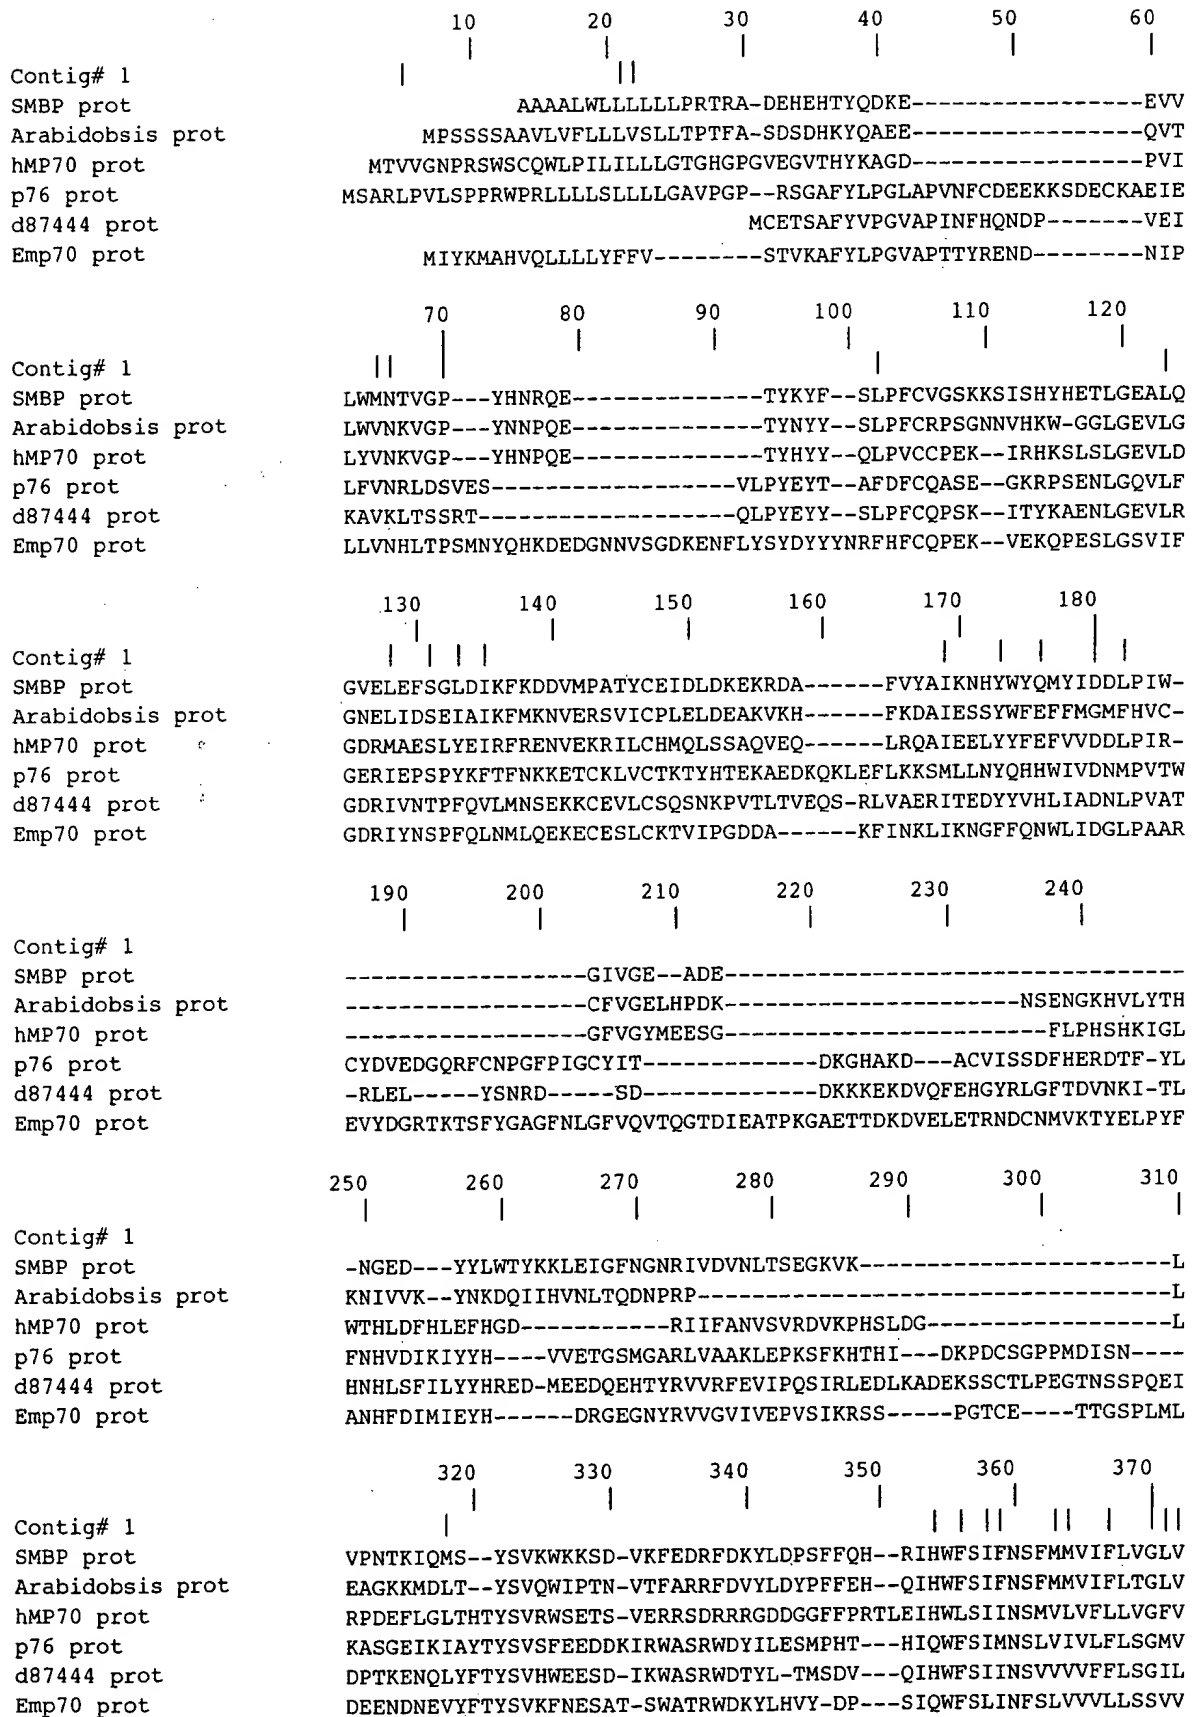 10 20 30 40 50 60
Contig# 1
SMBP prot AAAALWLLLLLLPRTRA-DEHEHTYQDKE-----------------EVV
Arabidobsis prot MPSSSSAAVLVFLLLVSLLTPTFA-SDSDHKYQAEE-----------------QVT
hMP70 prot MTVVGNPRSWSCQWLPILILLLGTGHGPGVEGVTHYKAGD-----------------PVI
p76 prot MSARLPVLSPPRWPRLLLLSLLLLGAVPGP--RSGAFYLPGLAPVNFCDEEKKSDECKAEIE
d87444 prot MCETSAFYVPGVAPINFHQNDP-------VEI
Emp70 prot MIYKMAHVQLLLLYFFV--------STVKAFYLPGVAPTTYREND--------NIP
70 80 90 100 110 120
Contig# 1
SMBP prot LWMNTVGP---YHNRQE--------------TYKYF--SLPFCVGSKKSISHYHETLGEALQ
Arabidobsis prot LWVNKVGP---YNNPQE--------------TYNYY--SLPFCRPSGNNVHKW-GGLGEVLG
hMP70 prot LYVNKVGP---YHNPQE--------------TYHYY--QLPVCCPEK--IRHKSLSLGEVLD
p76 prot LFVNRLDSVES------------------VLPYEYT--AFDFCQASE--GKRPSENLGQVLF
d87444 prot KAVKLTSSRT-------------------QLPYEYY--SLPFCQPSK--ITYKAENLGEVLR
Emp70 prot LLVNHLTPSMNYQHKDEDGNNVSGDKENFLYSYDYYYNRFHFCQPEK--VEKQPESLGSVIF
130 140 150 160 170 180
Contig# 1
SMBP prot GVELEFSGLDIKFKDDVMPATYCEIDLDKEKRDA------FVYAIKNHYWYQMYIDDLPIW-
Arabidobsis prot GNELIDSEIAIKFMKNVERSVICPLELDEAKVKH------FKDAIESSYWFEFFMGMFHVC-
hMP70 prot GDRMAESLYEIRFRENVEKRILCHMQLSSAQVEQ------LRQAIEELYYFEFVVDDLPIR-
p76 prot GERIEPSPYKFTFNKKETCKLVCTKTYHTEKAEDKQKLEFLKKSMLLNYQHHWIVDNMPVTW
d87444 prot GDRIVNTPFQVLMNSEKKCEVLCSQSNKPVTLTVEQS-RLVAERITEDYYVHLIADNLPVAT
Emp70 prot GDRIYNSPFQLNMLQEKECESLCKTVIPGDDA------KFINKLIKNGFFQNWLIDGLPAAR
190 200 210 220 230 240
Contig# 1
SMBP prot ------------------GIVGE--ADE----------------------------------
Arabidobsis prot ------------------CFVGELHPDK----------------------NSENGKHVLYTH
hMP70 prot ------------------GFVGYMEESG------------------------FLPHSHKIGL
p76 prot CYDVEDGQRFCNPGFPIGCYIT-------------DKGHAKD---ACVISSDFHERDTF-YL
d87444 prot -RLEL-----YSNRD-----SD-------------DKKKEKDVQFEHGYRLGFTDVNKI-TL
Emp70 prot EVYDGRTKTSFYGAGFNLGFVQVTQGTDIEATPKGAETTDKDVELETRNDCNMVKTYELPYF
250 260 270 280 290 300 310
Contig# 1
SMBP prot -NGED---YYLWTYKKLEIGFNGNRIVDVNLTSEGKVK-----------------------L
Arabidobsis prot KNIVVK--YNKDQIIHVNLTQDNPRP-----------------------------------L
hMP70 prot WTHLDFHLEFHGD-----------RIIFANVSVRDVKPHSLDG------------------L
p76 prot FNHVDIKIYYH----VVETGSMGARLVAAKLEPKSFKHTHI---DKPDCSGPPMDISN----
d87444 prot HNHLSFILYYHRED-MEEDQEHTYRVVRFEVIPQSIRLEDLKADEKSSCTLPEGTNSSPQEI
Emp70 prot ANHFDIMIEYH------DRGEGNYRVVGVIVEPVSIKRSS-----PGTCE----TTGSPLML
320 330 340 350 360 370
Contig# 1
SMBP prot VPNTKIQMS--YSVKWKKSD-VKFEDRFDKYLDPSFFQH--RIHWFSIFNSFMMVIFLVGLV
Arabidobsis prot EAGKKMDLT--YSVQWIPTN-VTFARRFDVYLDYPFFEH--QIHWFSIFNSFMMVIFLTGLV
hMP70 prot RPDEFLGLTHTYSVRWSETS-VERRSDRRRGDDGGFFPRTLEIHWLSIINSMVLVFLLVGFV
p76 prot KASGEIKIAYTYSVSFEEDDKIRWASRWDYILESMPHT---HIQWFSIMNSLVIVLFLSGMV
d87444 prot DPTKENQLYFTYSVHWEESD-IKWASRWDTYL-TMSDV---QIHWFSIINSVVVVFFLSGIL
Emp70 prot DEENDNEVYFTYSVKFNESAT-SWATRWDKYLHVY-DP---SIQWFSLINFSLVVVLLSSVV